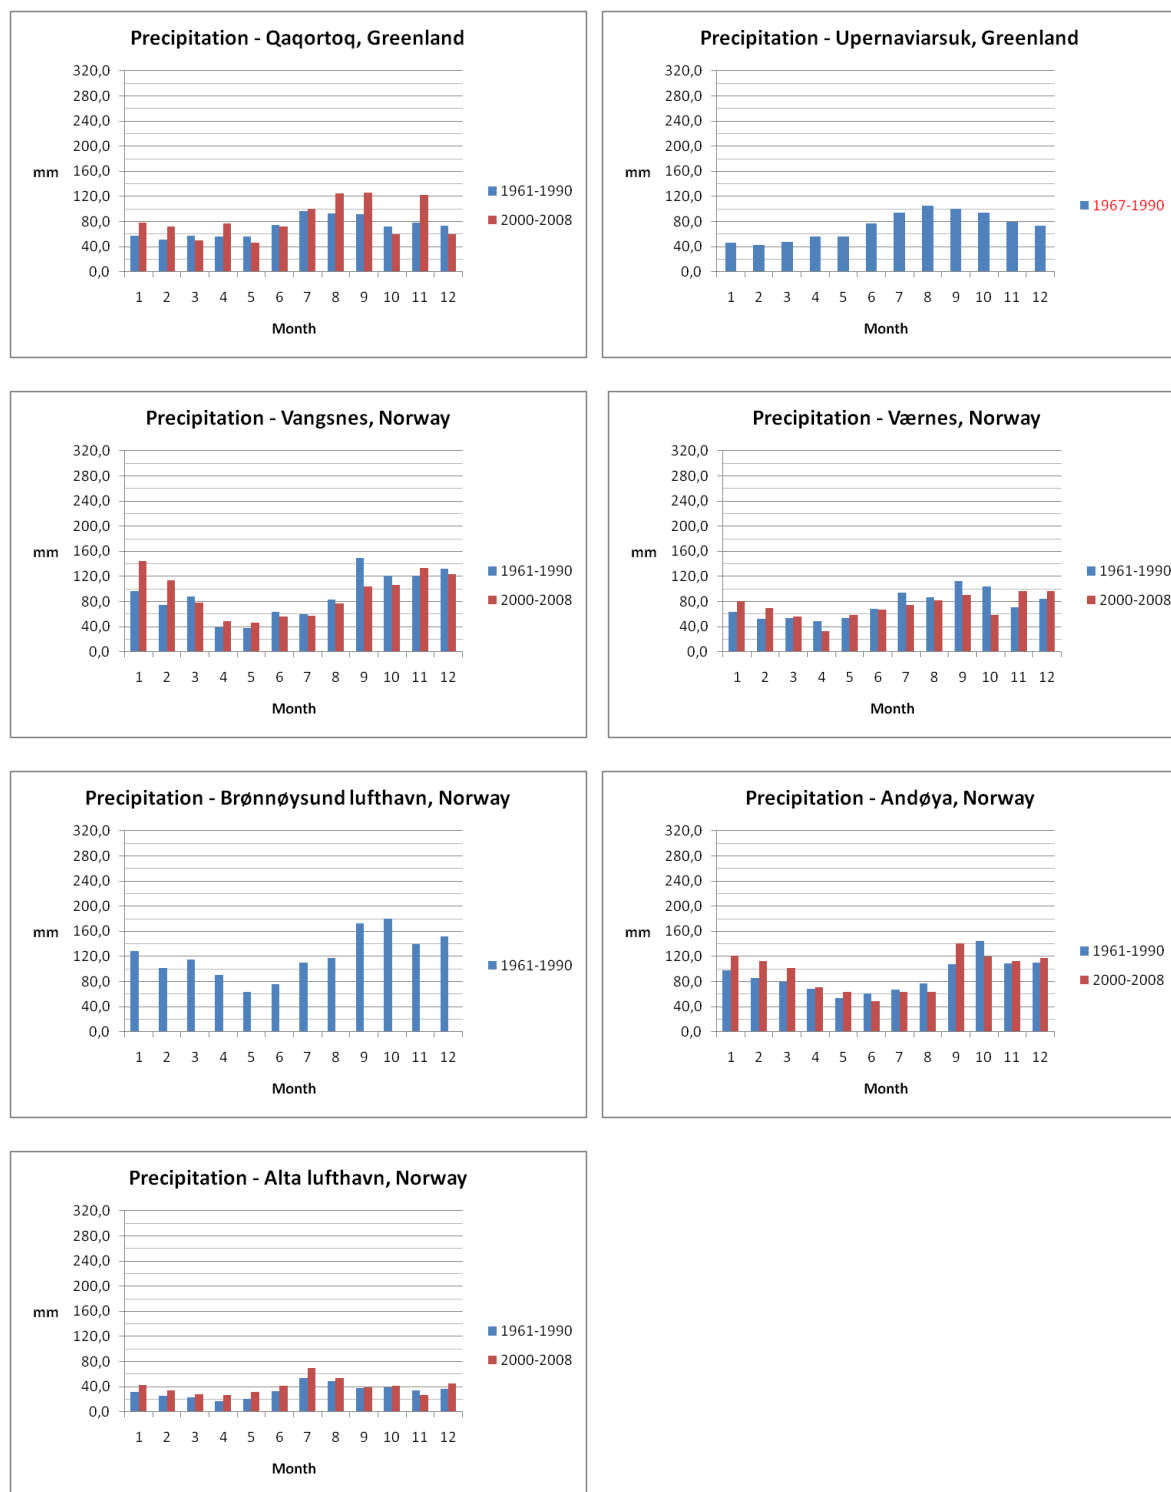 Precipitation - Qaqortoq, Greenland
320,0
280,0
240,0
200,0
160,0
120,0
80,0
40,0
0,0
mm
1 2 3 4 5 6 7 8 9 10 11 12
Month
1961-1990
2000-2008
Precipitation - Upernaviarsuk, Greenland
320,0
280,0
240,0
200,0
160,0
120,0
80,0
40,0
0,0
mm
1 2 3 4 5 6 7 8 9 10 11 12
Month
1967-1990
Precipitation - Vangsnes, Norway
320,0
280,0
240,0
200,0
160,0
120,0
80,0
40,0
0,0
mm
1 2 3 4 5 6 7 8 9 10 11 12
Month
1961-1990
2000-2008
Precipitation - Værnes, Norway
320,0
280,0
240,0
200,0
160,0
120,0
80,0
40,0
0,0
mm
1 2 3 4 5 6 7 8 9 10 11 12
Month
1961-1990
2000-2008
Precipitation - Brønnøysund lufthavn, Norway
320,0
280,0
240,0
200,0
160,0
120,0
80,0
40,0
0,0
mm
1 2 3 4 5 6 7 8 9 10 11 12
Month
1961-1990
Precipitation - Andøya, Norway
320,0
280,0
240,0
200,0
160,0
120,0
80,0
40,0
0,0
mm
1 2 3 4 5 6 7 8 9 10 11 12
Month
1961-1990
2000-2008
Precipitation - Alta lufthavn, Norway
320,0
280,0
240,0
200,0
160,0
120,0
80,0
40,0
0,0
mm
1 2 3 4 5 6 7 8 9 10 11 12
Month
1961-1990
2000-2008